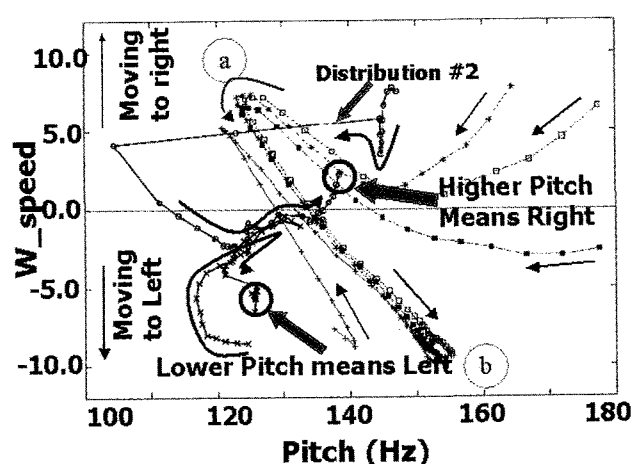 10.0
5.0
0.0
-5.0
-10.0
W_speed
Moving
to right
Moving
to Left
a
Distribution #2
Higher Pitch
Means Right
Lower Pitch means Left
b
100
120
140
160
180
Pitch (Hz)